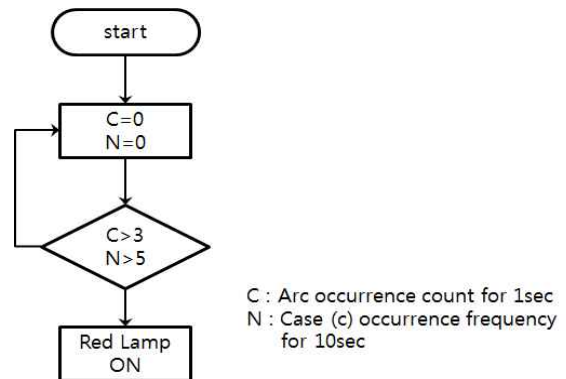 start
C=0
N=0
C>3
N>5
C : Arc occurrence count for 1sec
N : Case (c) occurrence frequency
for 10sec
Red Lamp
ON